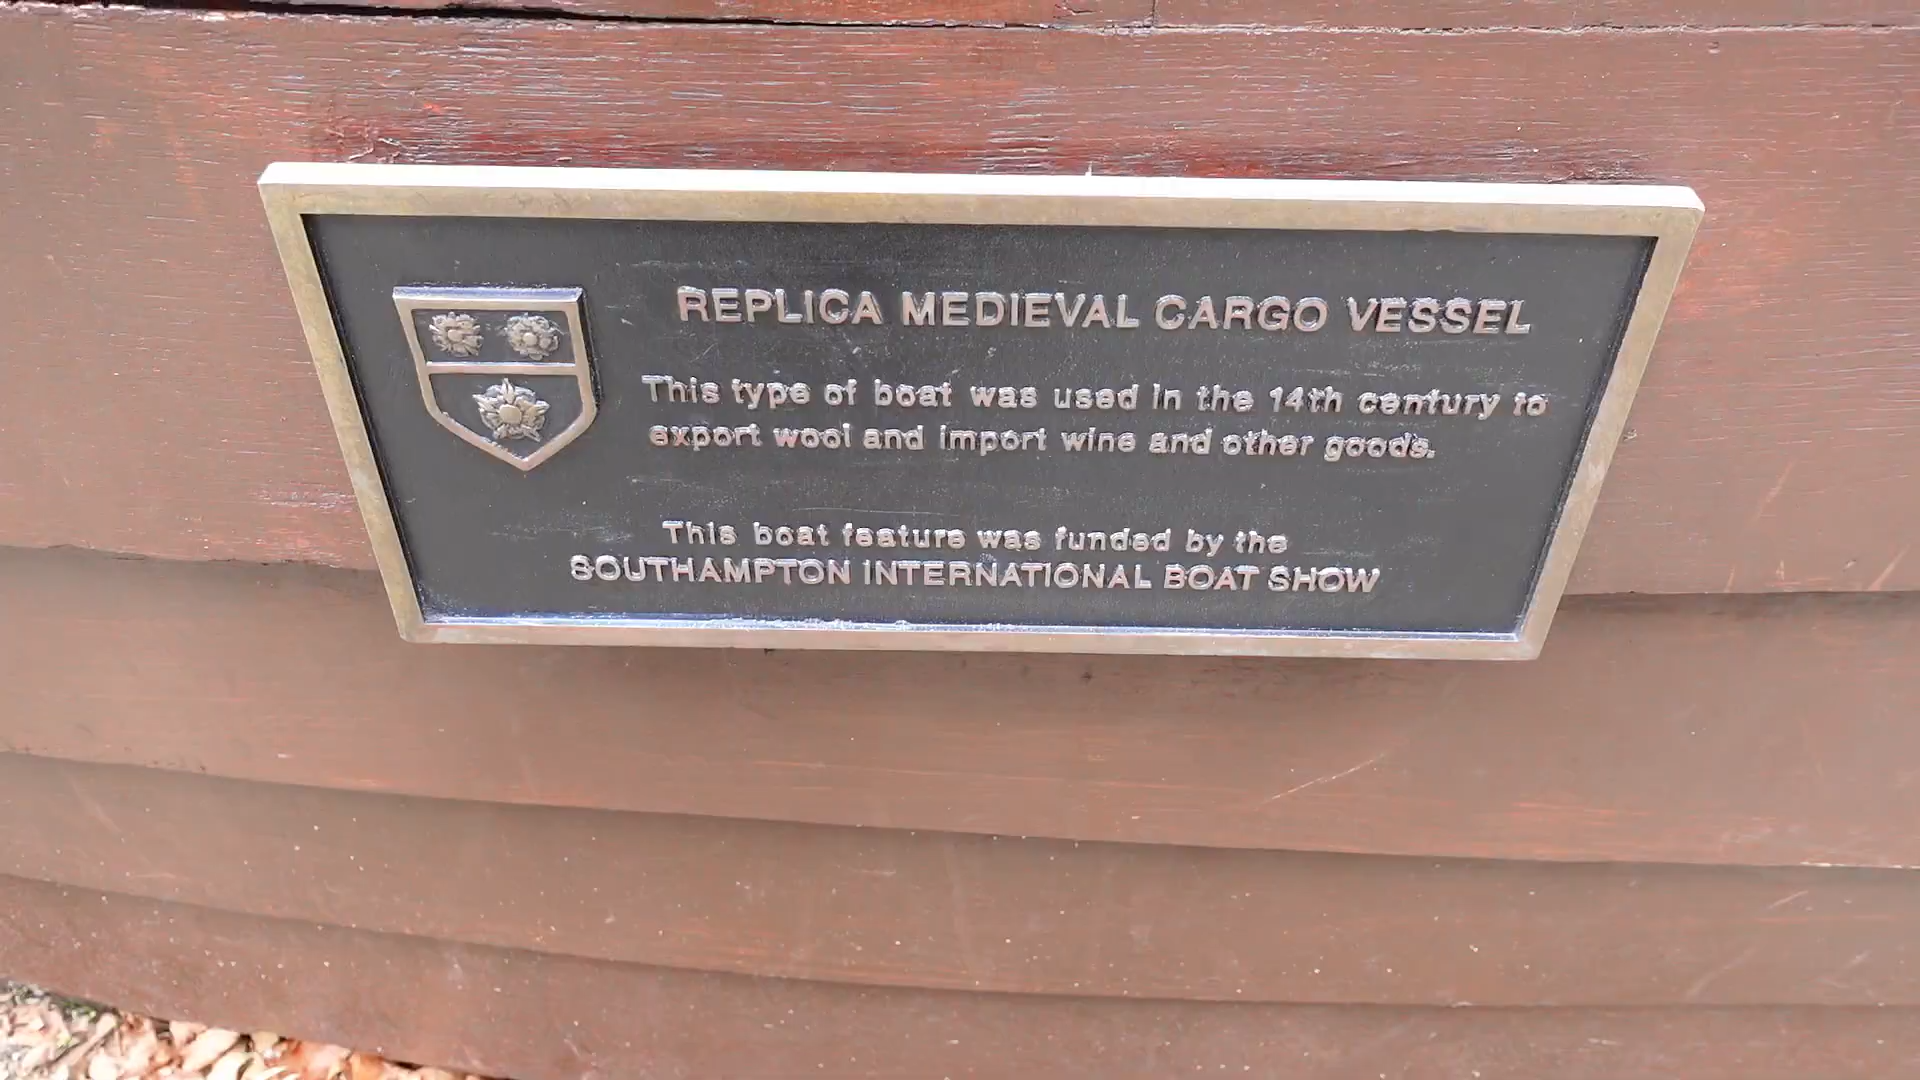 REPLICA MEDIEVAL CARGO VESSEL
This type of boat was used in the 14th century to
export wool and import wine and other goods.
This boat feature was funded by the
SOUTHAMPTON INTERNATIONAL BOAT SHOW